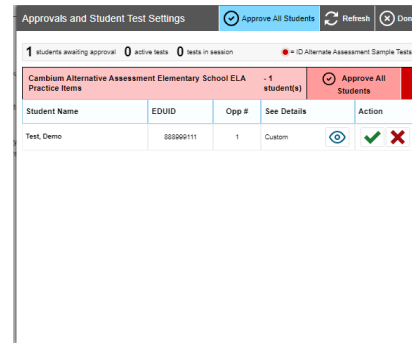 Approvals and Student Test Settings
Approve All Students
Refresh
Don
1 students awaiting approval 0 active tests 0 tests in session
= ID Alternate Assessment Sample Tests
Cambium Alternative Assessment Elementary School ELA
Practice Items
- 1
student(s)
Approve All
Students
Student Name EDUID Opp # See Details Action
Test, Demo 888999111 1 Custom